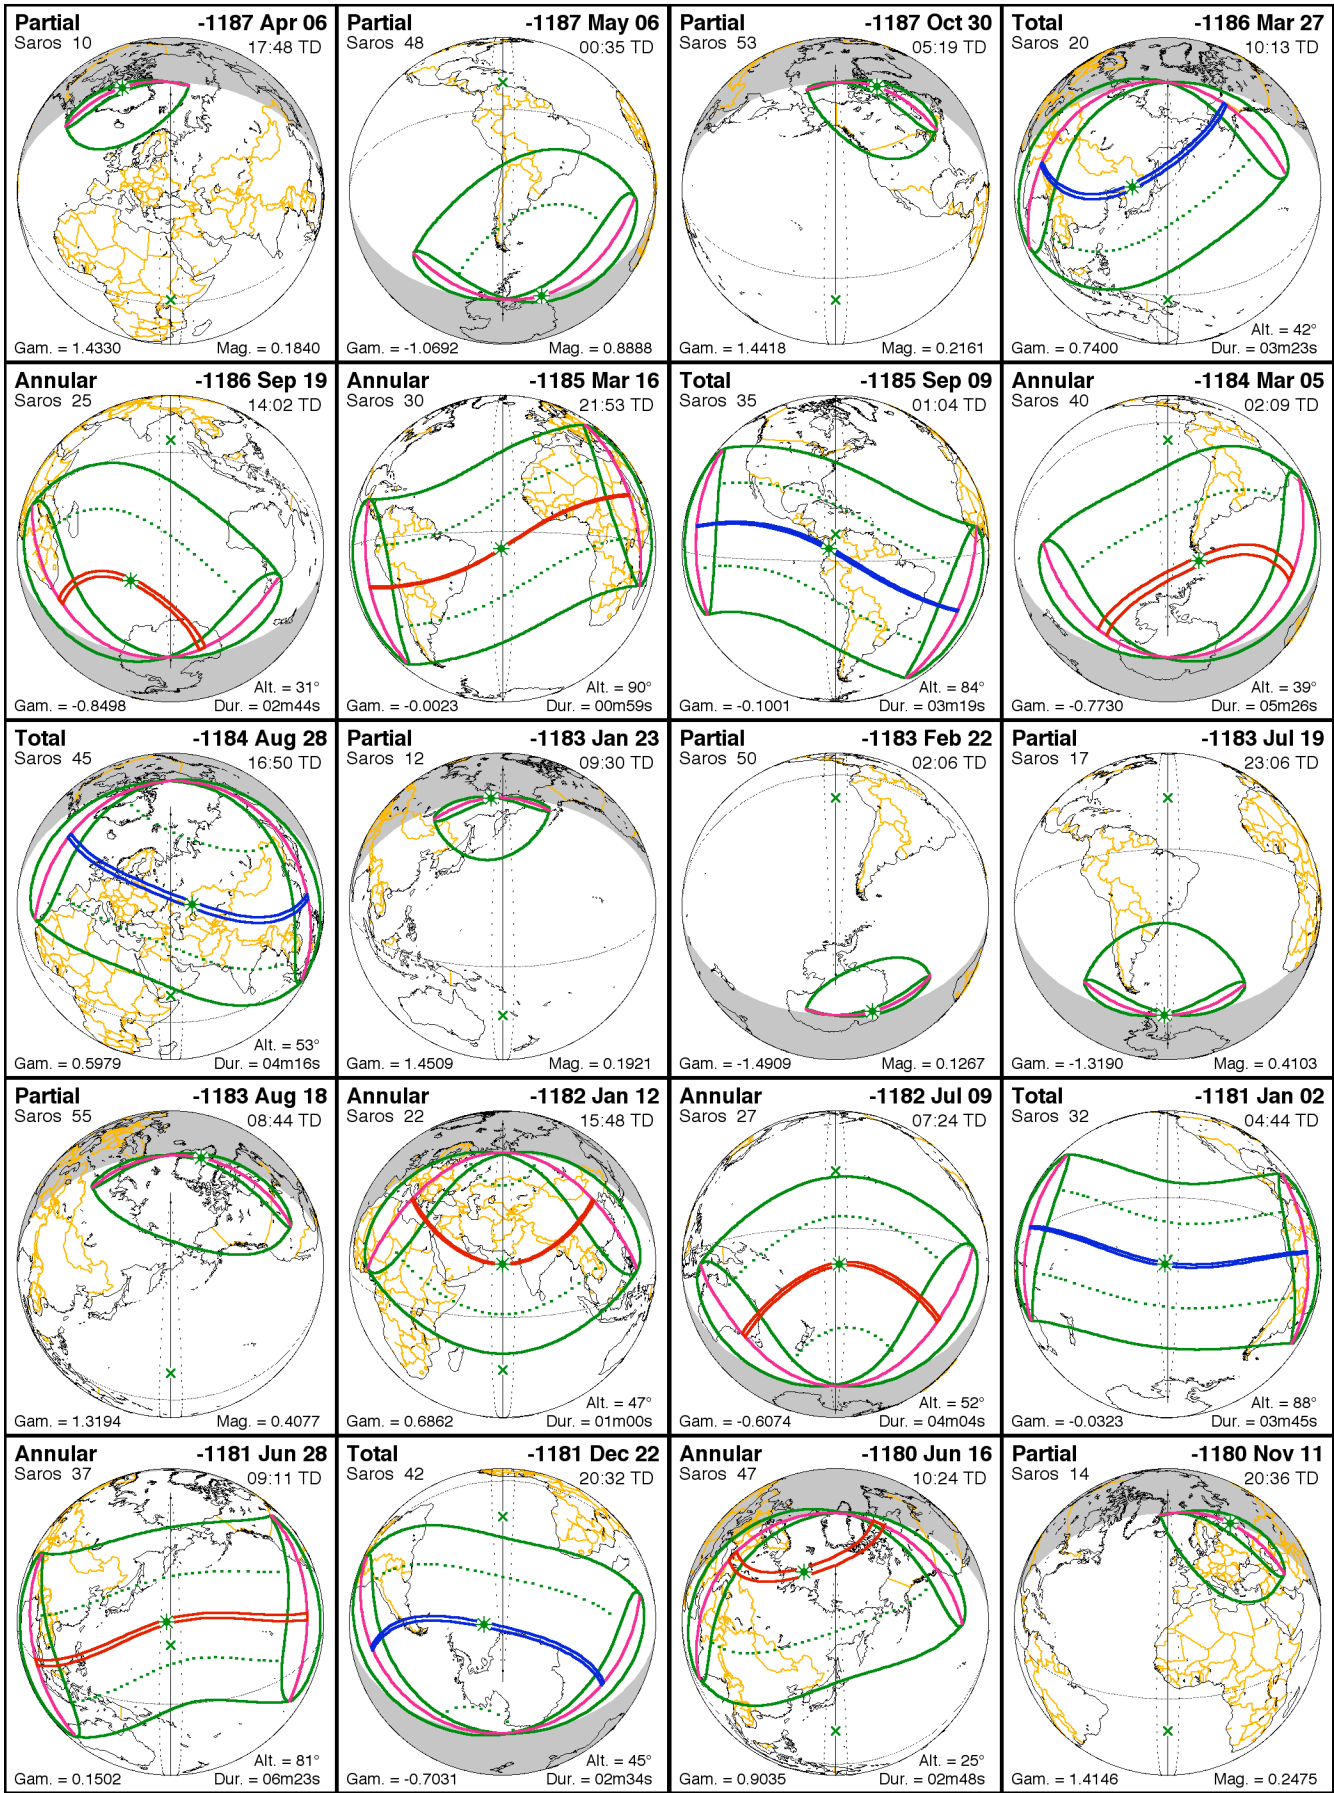 Partial -1187 Apr 06
Saros 10 17:48 TD
Gam. = 1.4330 Mag. = 0.1840
Partial -1187 May 06
Saros 48 00:35 TD
Gam. = -1.0692 Mag. = 0.8888
Partial -1187 Oct 30
Saros 53 05:19 TD
Gam. = 1.4418 Mag. = 0.2161
Total -1186 Mar 27
Saros 20 10:13 TD
Alt. = 42°
Gam. = 0.7400 Dur. = 03m23s
Annular -1186 Sep 19
Saros 25 14:02 TD
Alt. = 31°
Gam. = -0.8498 Dur. = 02m44s
Annular -1185 Mar 16
Saros 30 21:53 TD
Alt. = 90°
Gam. = -0.0023 Dur. = 00m59s
Total -1185 Sep 09
Saros 35 01:04 TD
Alt. = 84°
Gam. = -0.1001 Dur. = 03m19s
Annular -1184 Mar 05
Saros 40 02:09 TD
Alt. = 39°
Gam. = -0.7730 Dur. = 05m26s
Total -1184 Aug 28
Saros 45 16:50 TD
Alt. = 53°
Gam. = 0.5979 Dur. = 04m16s
Partial -1183 Jan 23
Saros 12 09:30 TD
Gam. = 1.4509 Mag. = 0.1921
Partial -1183 Feb 22
Saros 50 02:06 TD
Gam. = -1.4909 Mag. = 0.1267
Partial -1183 Jul 19
Saros 17 23:06 TD
Gam. = -1.3190 Mag. = 0.4103
Partial -1183 Aug 18
Saros 55 08:44 TD
Gam. = 1.3194 Mag. = 0.4077
Annular -1182 Jan 12
Saros 22 15:48 TD
Alt. = 47°
Gam. = 0.6862 Dur. = 01m00s
Annular -1182 Jul 09
Saros 27 07:24 TD
Alt. = 52°
Gam. = -0.6074 Dur. = 04m04s
Total -1181 Jan 02
Saros 32 04:44 TD
Alt. = 88°
Gam. = -0.0323 Dur. = 03m45s
Annular -1181 Jun 28
Saros 37 09:11 TD
Alt. = 81°
Gam. = 0.1502 Dur. = 06m23s
Total -1181 Dec 22
Saros 42 20:32 TD
Alt. = 45°
Gam. = -0.7031 Dur. = 02m34s
Annular -1180 Jun 16
Saros 47 10:24 TD
Alt. = 25°
Gam. = 0.9035 Dur. = 02m48s
Partial -1180 Nov 11
Saros 14 20:36 TD
Gam. = 1.4146 Mag. = 0.2475